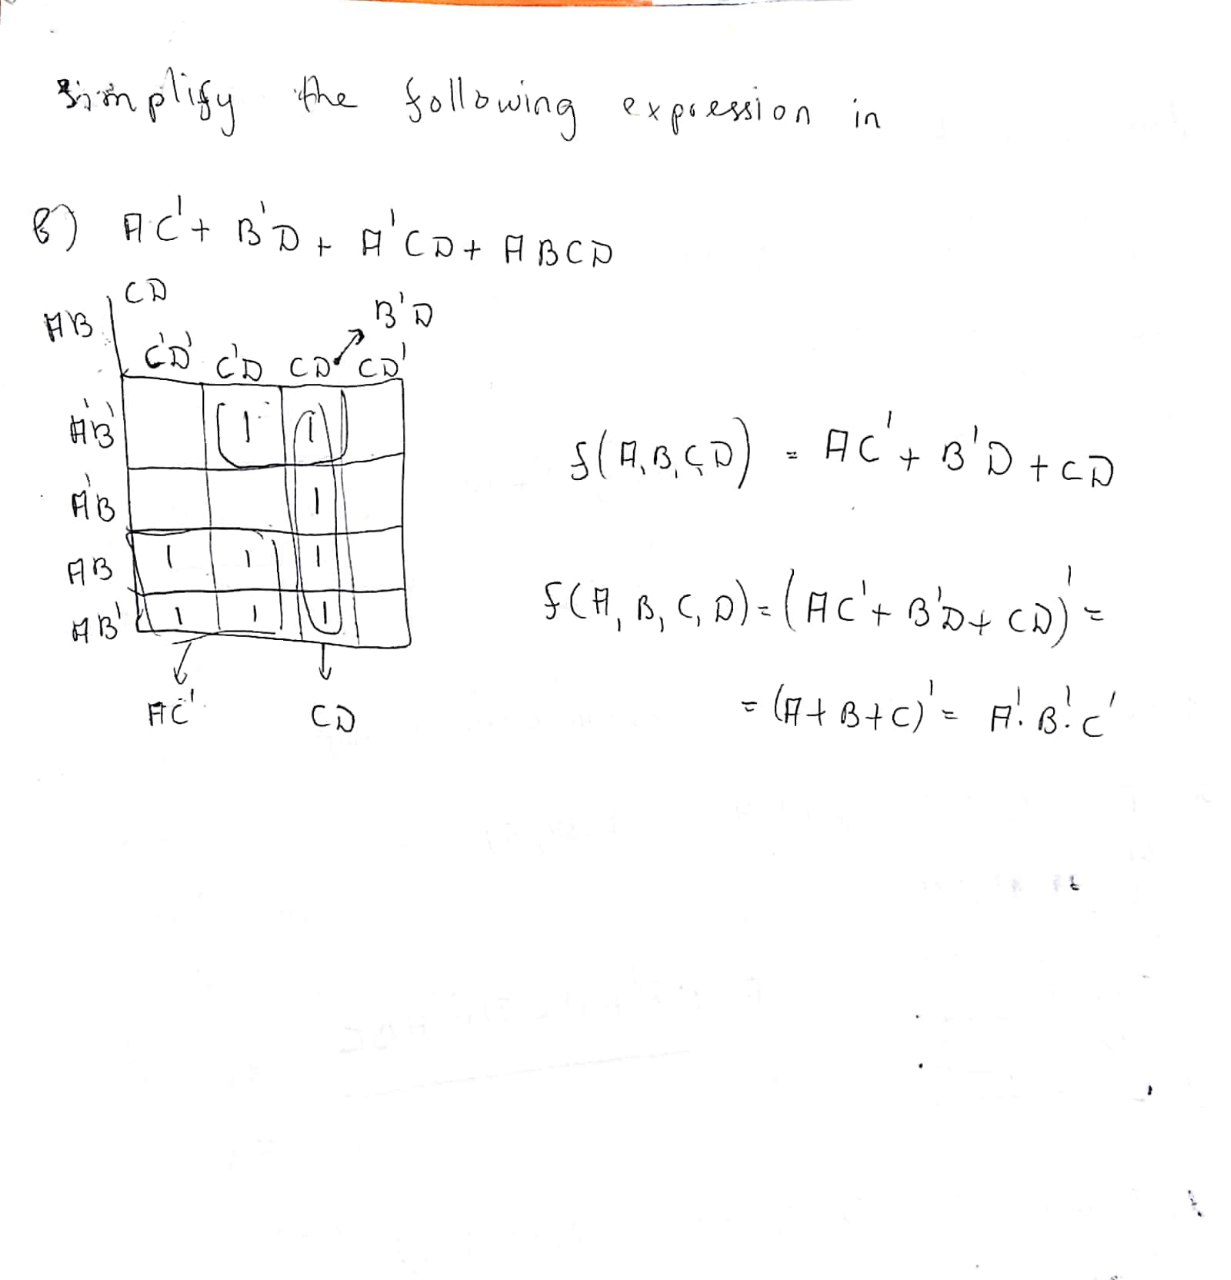 Simplify the following expression in
б) AC' + B'D + A'CD + ABCD
CD
AB
B'D
C'D' C'D CD CD'
A'B' 1 1
A'B 1
AB 1 1 1
AB' 1 1 1
AC' CD
f(A,B,C,D) = AC' + B'D + CD
f(A, B, C, D) = (AC' + B'D + CD)' =
= (A + B + C)' = A'. B'. C'